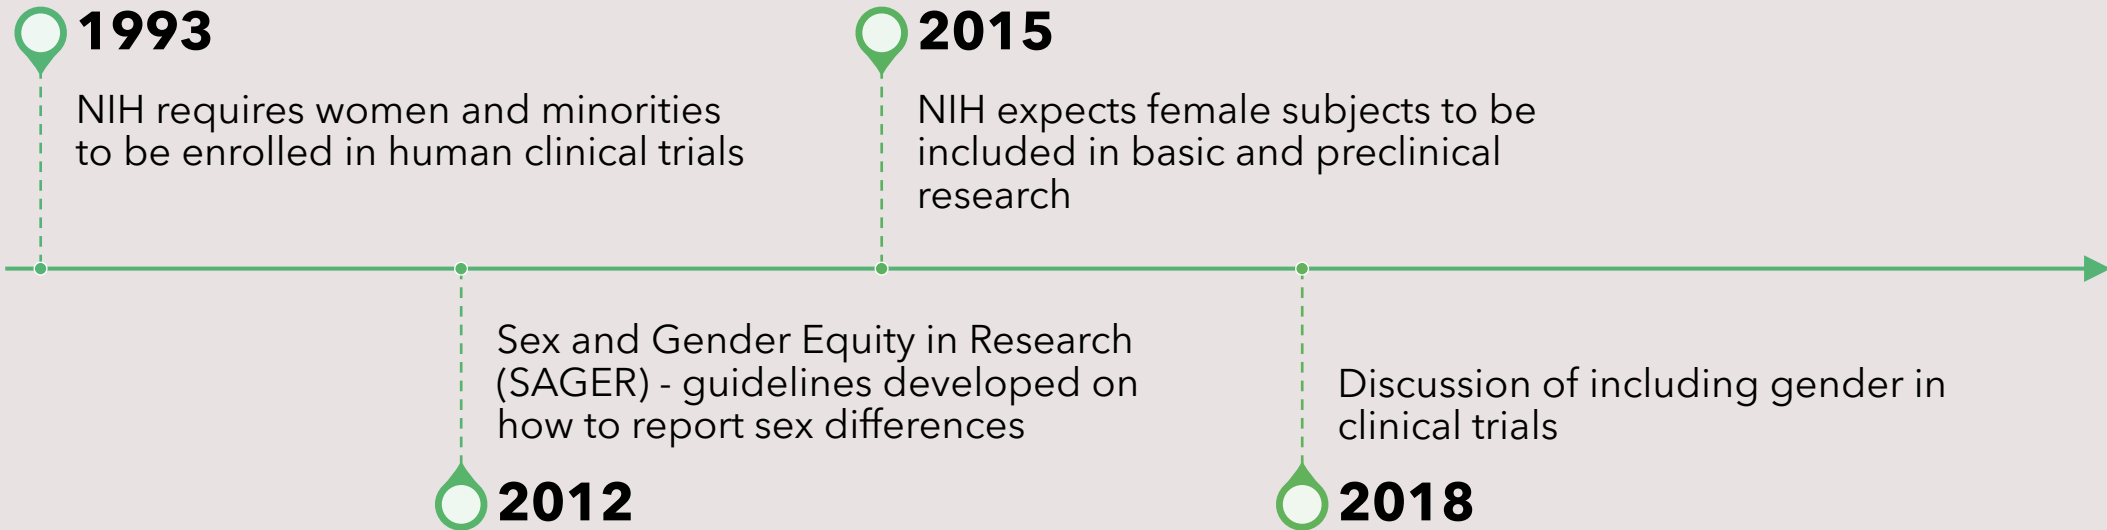 1993
NIH requires women and minorities
to be enrolled in human clinical trials
2012
Sex and Gender Equity in Research
(SAGER) - guidelines developed on
how to report sex differences
2015
NIH expects female subjects to be
included in basic and preclinical
research
2018
Discussion of including gender in
clinical trials